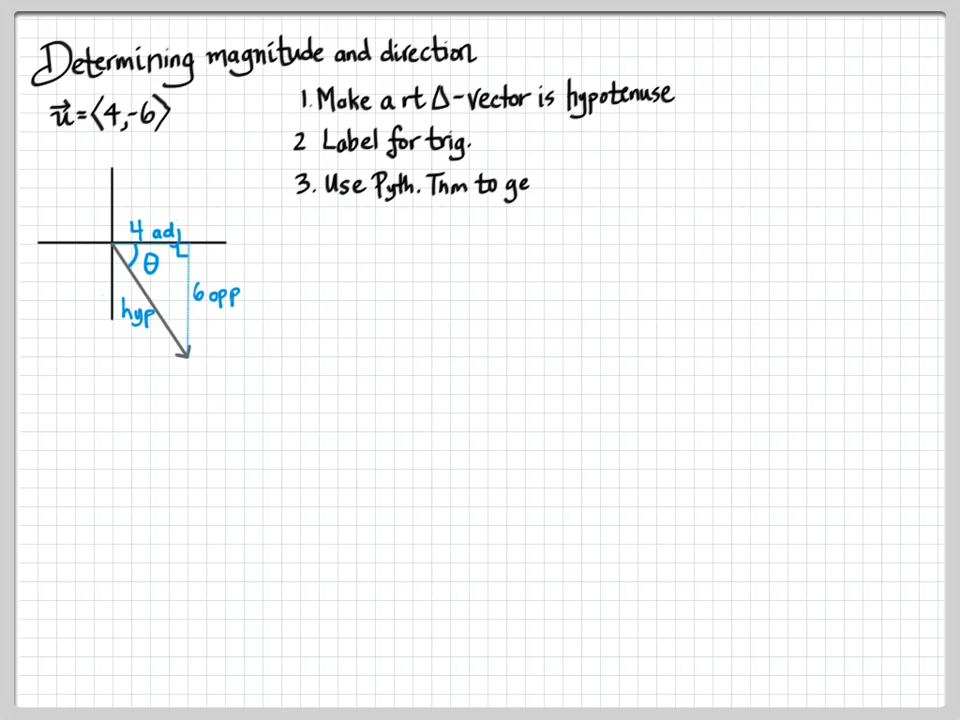 Determining magnitude and direction
u⃗ = ⟨4, -6⟩
1. Make a rt Δ - vector is hypotenuse
2 Label for trig.
3. Use Pyth. Thm to ge
4 adj
θ
6 opp
hyp